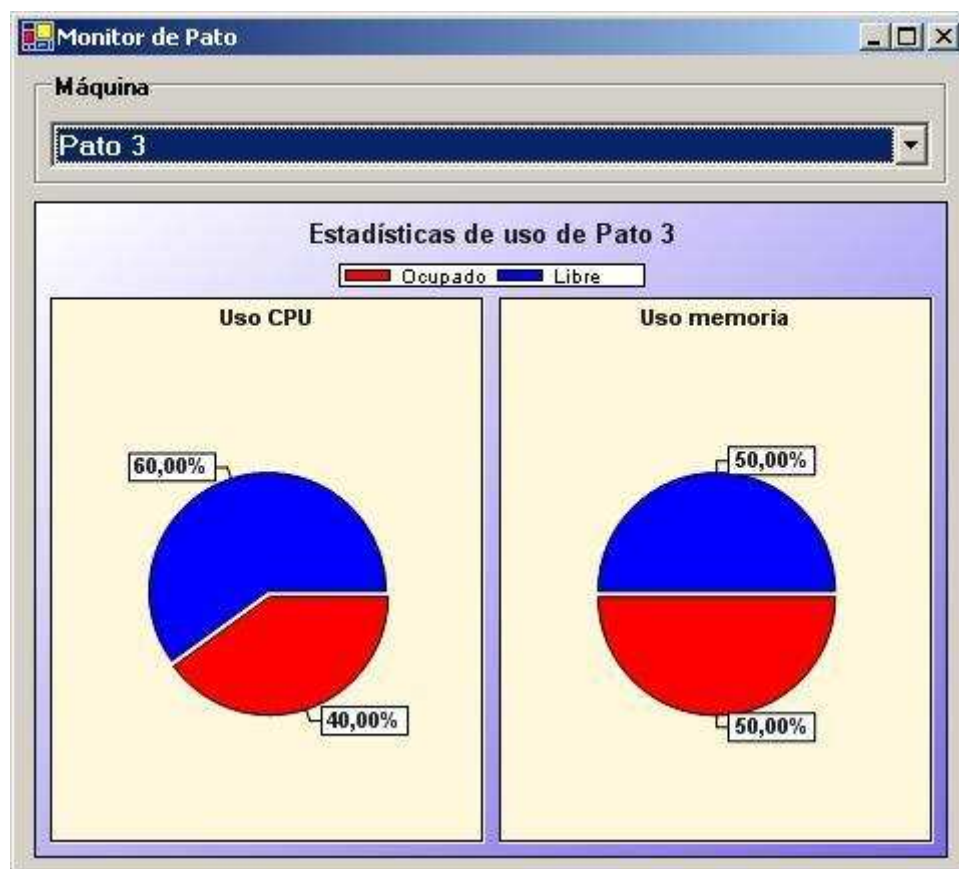 Monitor de Pato
Máquina
Pato 3
Estadísticas de uso de Pato 3
Ocupado Libre
Uso CPU
60,00%
40,00%
Uso memoria
50,00%
50,00%